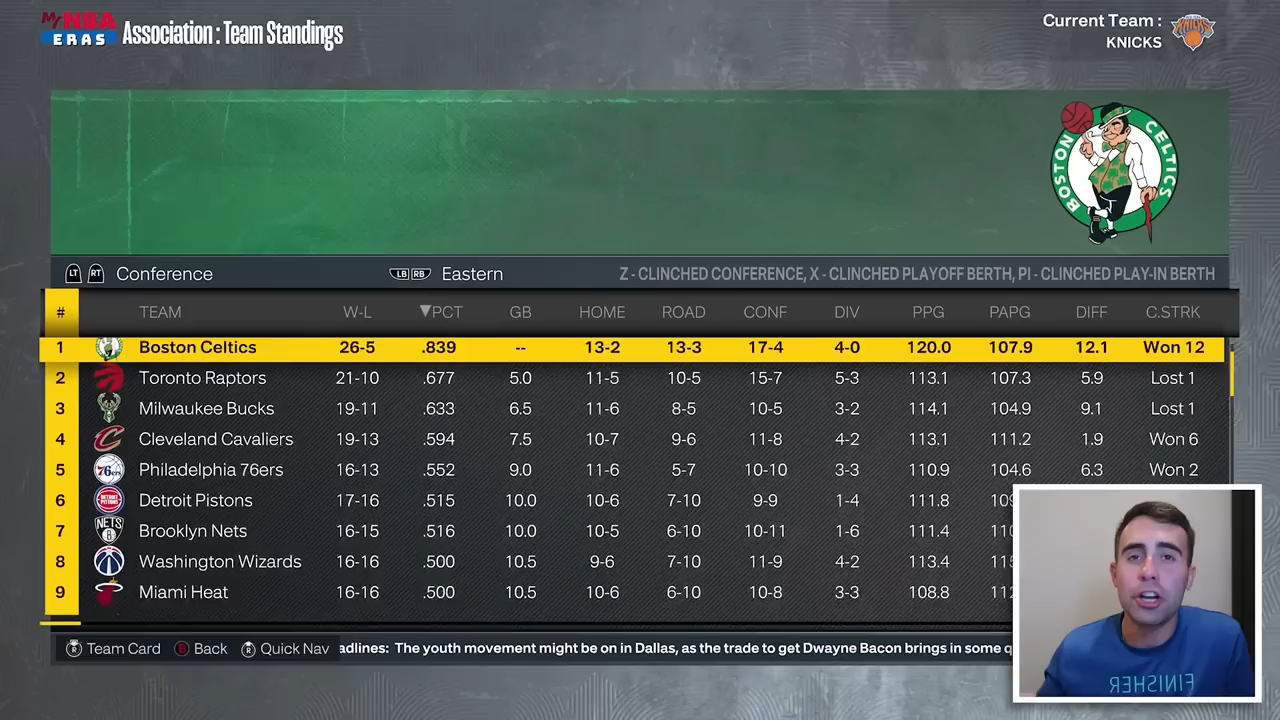 My NBA
ERAS
Association : Team Standings
Current Team :
KNICKS
BOSTON CELTICS
LT RT Conference LB RB Eastern Z - CLINCHED CONFERENCE, X - CLINCHED PLAYOFF BERTH, PI - CLINCHED PLAY-IN BERTH
# TEAM W-L ▼PCT GB HOME ROAD CONF DIV PPG PAPG DIFF C.STRK
1 Boston Celtics 26-5 .839 -- 13-2 13-3 17-4 4-0 120.0 107.9 12.1 Won 12
2 Toronto Raptors 21-10 .677 5.0 11-5 10-5 15-7 5-3 113.1 107.3 5.9 Lost 1
3 Milwaukee Bucks 19-11 .633 6.5 11-6 8-5 10-5 3-2 114.1 104.9 9.1 Lost 1
4 Cleveland Cavaliers 19-13 .594 7.5 10-7 9-6 11-8 4-2 113.1 111.2 1.9 Won 6
5 Philadelphia 76ers 16-13 .552 9.0 11-6 5-7 10-10 3-3 110.9 104.6 6.3 Won 2
6 Detroit Pistons 17-16 .515 10.0 10-6 7-10 9-9 1-4 111.8
7 Brooklyn Nets 16-15 .516 10.0 10-5 6-10 10-11 1-6 111.4
8 Washington Wizards 16-16 .500 10.5 9-6 7-10 11-9 4-2 113.4
9 Miami Heat 16-16 .500 10.5 10-6 6-10 10-8 3-3 108.8
R Team Card B Back R Quick Nav adlines: The youth movement might be on in Dallas, as the trade to get Dwayne Bacon brings in some
FINISHER